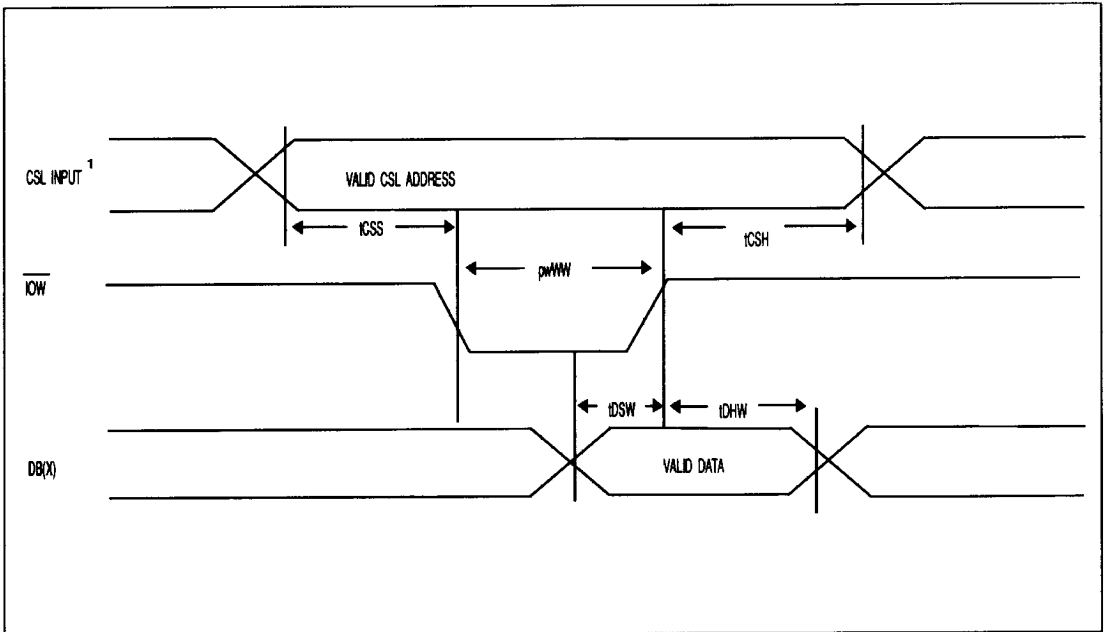 CSL INPUT 1
VALID CSL ADDRESS
tCSS
tCSH
pwWW
IOW
tDSW
tDHW
DB(X)
VALID DATA